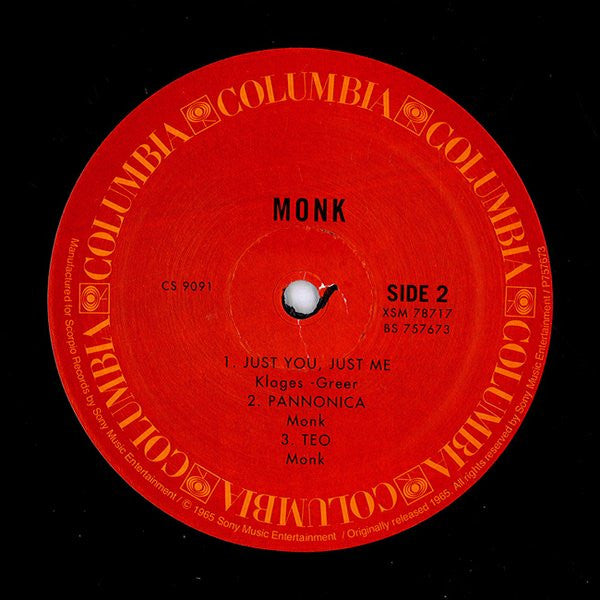 COLUMBIA COLUMBIA COLUMBIA COLUMBIA COLUMBIA COLUMBIA
MONK
CS 9091
SIDE 2
XSM 78717
BS 757673
1. JUST YOU, JUST ME
Klages -Greer
2. PANNONICA
Monk
3. TEO
Monk
Manufactured for Scorpio Records by Sony Music Entertainment / © 1965 Sony Music Entertainment / Originally released 1965. All rights reserved by Sony Music Entertainment / P757673